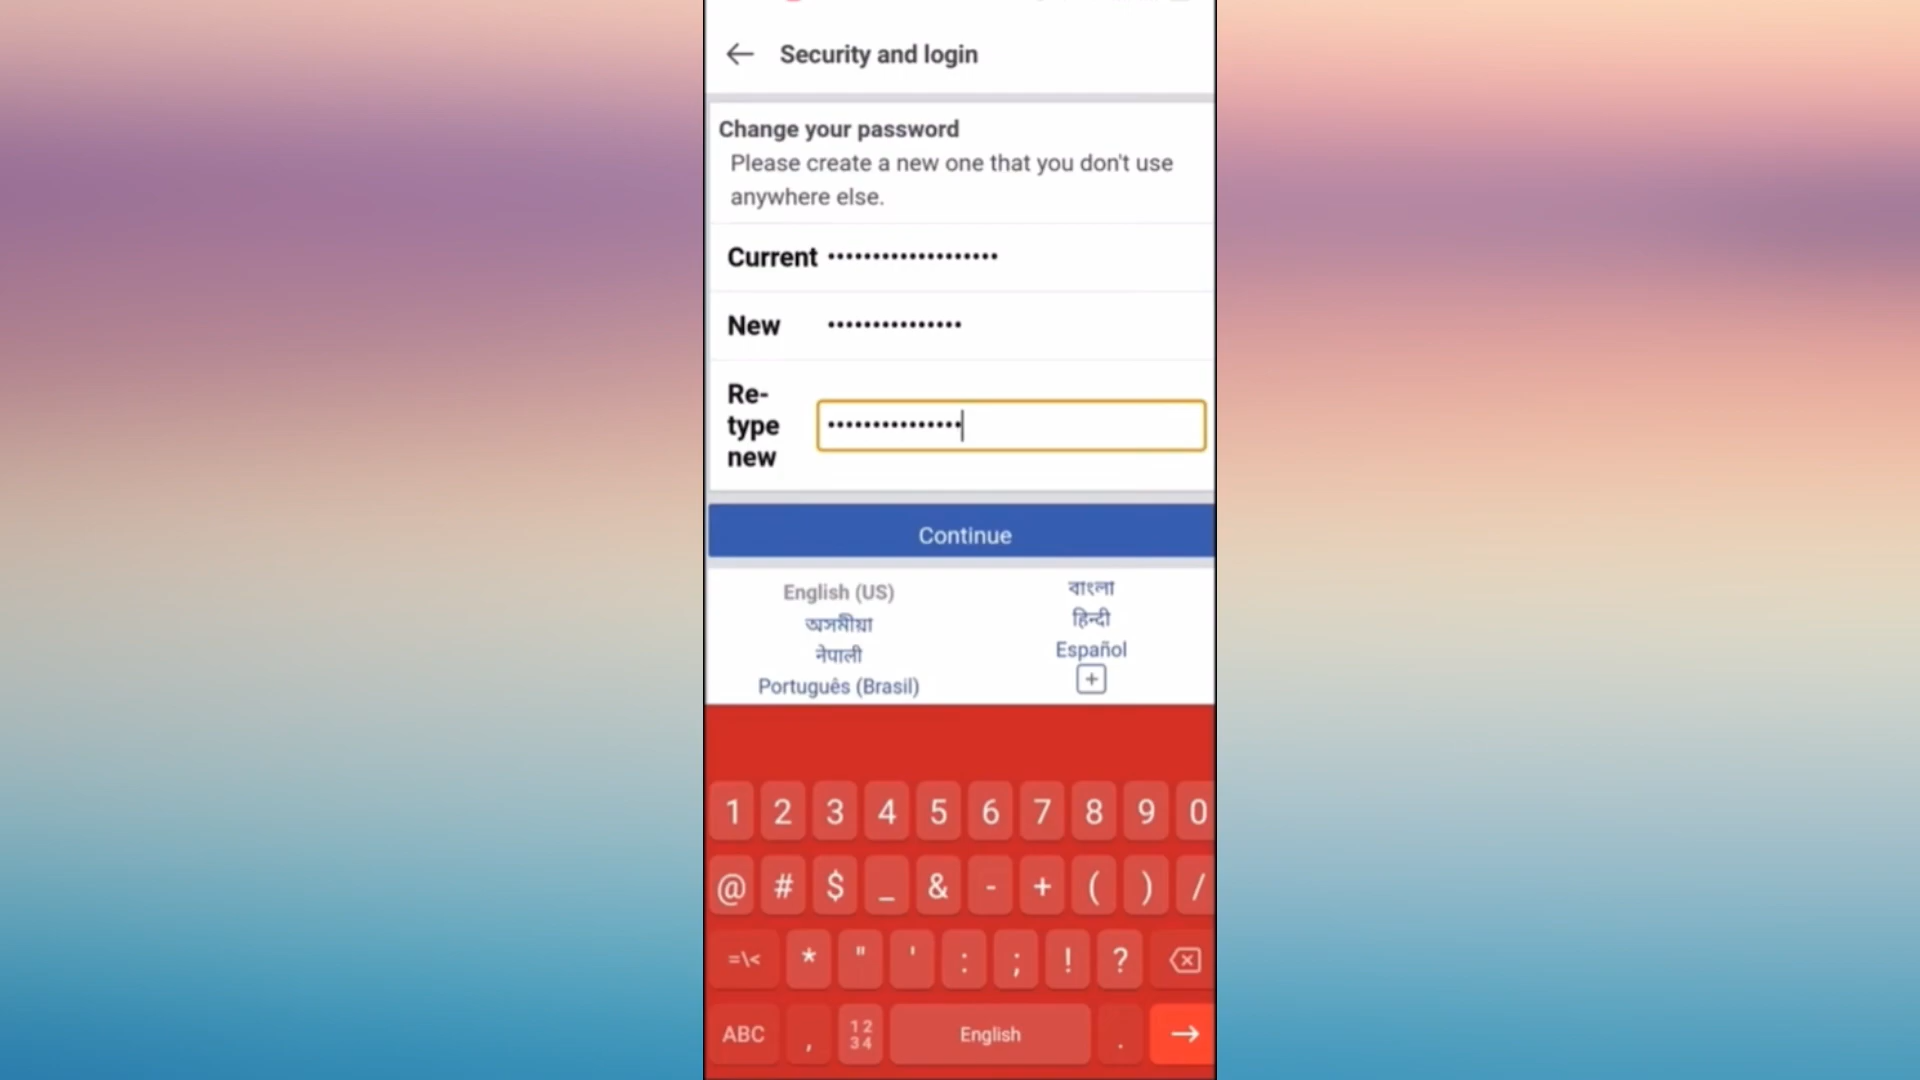 Security and login
Change your password
Please create a new one that you don't use
anywhere else.
Current •••••••••••••••••••
New •••••••••••••••
Re-
type
new
•••••••••••••••
Continue
English (US)
বাংলা
অসমীয়া
हिन्दी
नेपाली
Español
Português (Brasil)
+
1 2 3 4 5 6 7 8 9 0
@ # $ _ & - + ( ) /
=\< * " ' : ; ! ?
ABC , 12 34 English .